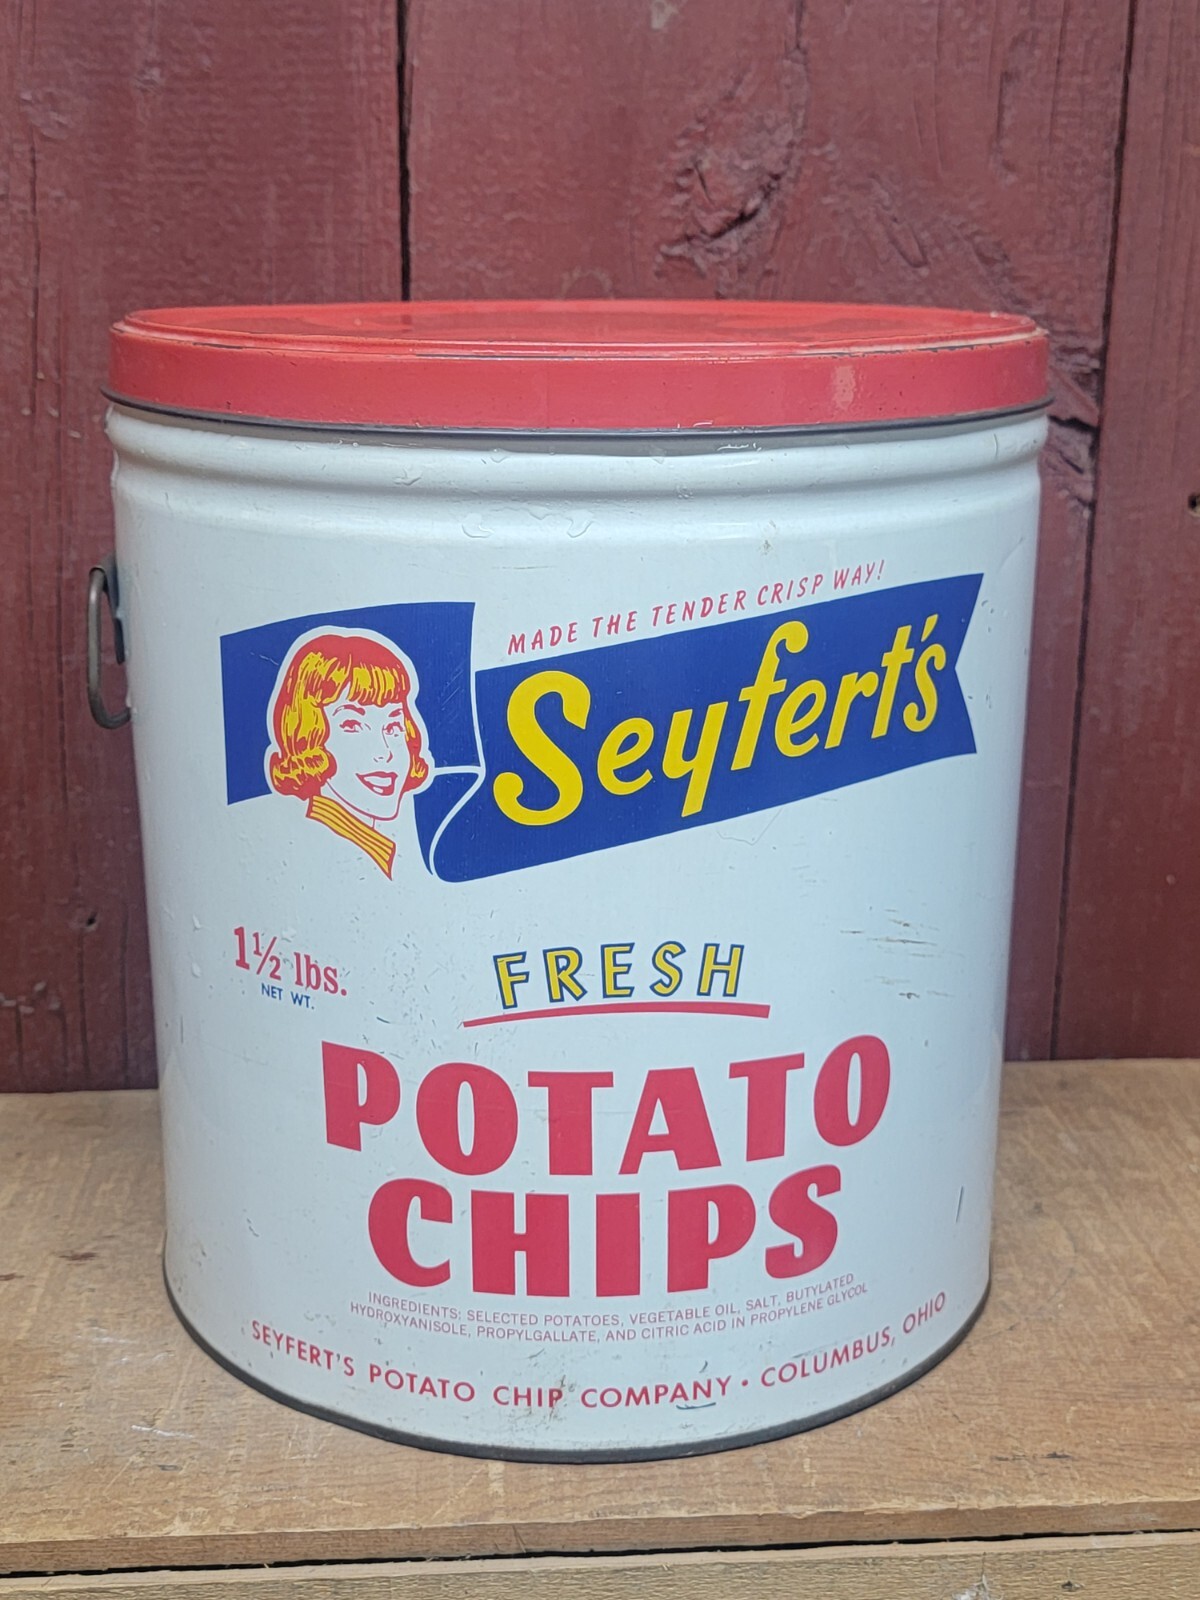 MADE THE TENDER CRISP WAY!
Seyfert's
1½ lbs.
NET WT.
FRESH
POTATO
CHIPS
INGREDIENTS: SELECTED POTATOES, VEGETABLE OIL, SALT, BUTYLATED
HYDROXYANISOLE, PROPYLGALLATE, AND CITRIC ACID IN PROPYLENE GLYCOL
SEYFERT'S POTATO CHIP COMPANY • COLUMBUS, OHIO